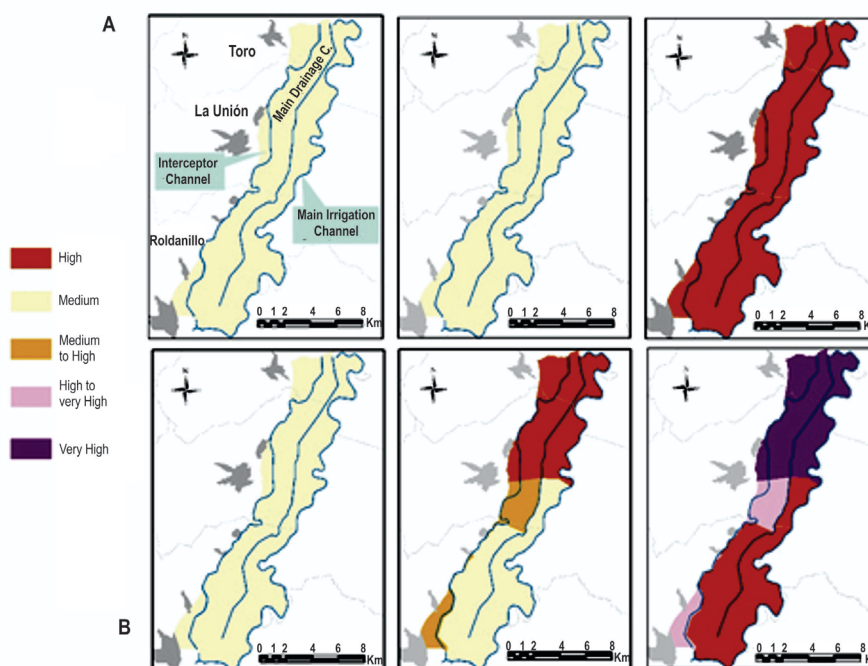 A
N
Toro
Main Drainage C.
La Unión
Interceptor
Channel
Main Irrigation
Channel
Roldanillo
0 1 2 4 6 8
Km
N
0 1 2 4 6 8
Km
N
0 1 2 4 6 8
Km
High
Medium
Medium
to High
High to
very High
Very High
B
N
0 1 2 4 6 8
Km
N
0 1 2 4 6 8
Km
N
0 1 2 4 6 8
Km